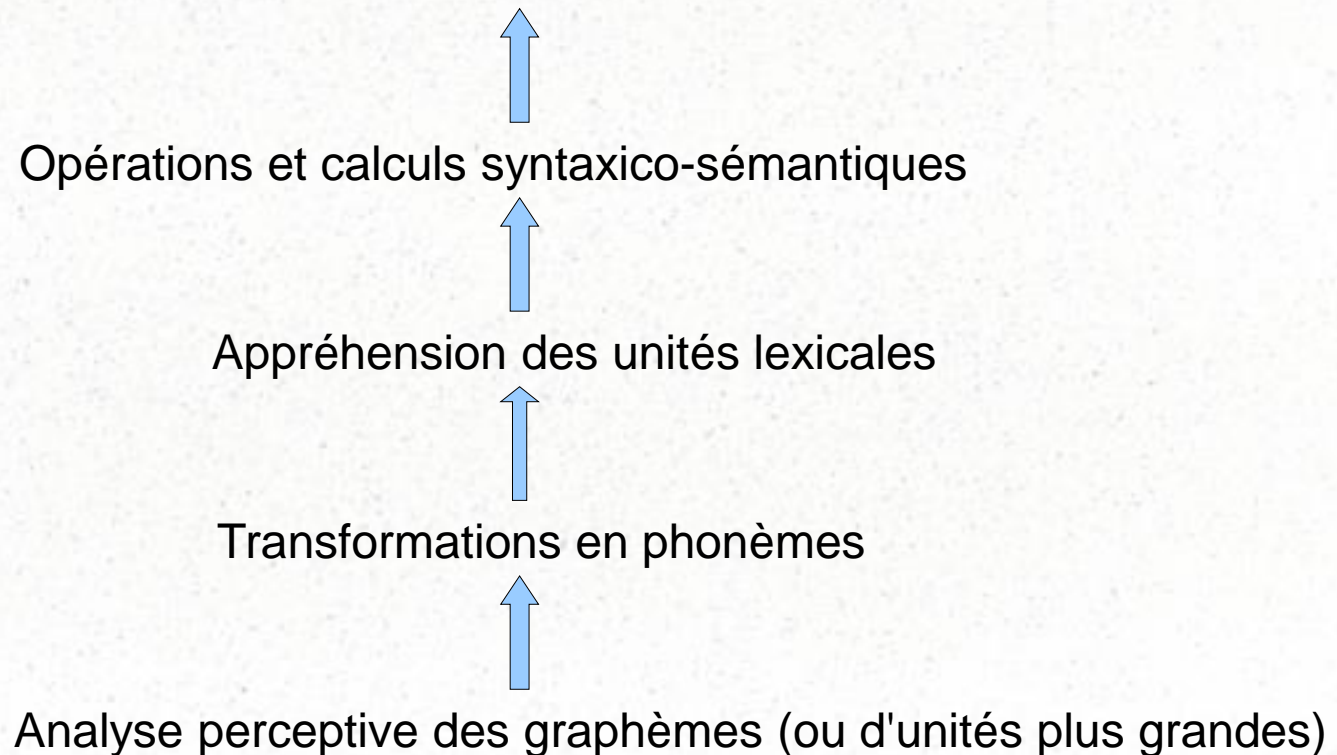 Opérations et calculs syntaxico-sémantiques
Appréhension des unités lexicales
Transformations en phonèmes
Analyse perceptive des graphèmes (ou d'unités plus grandes)